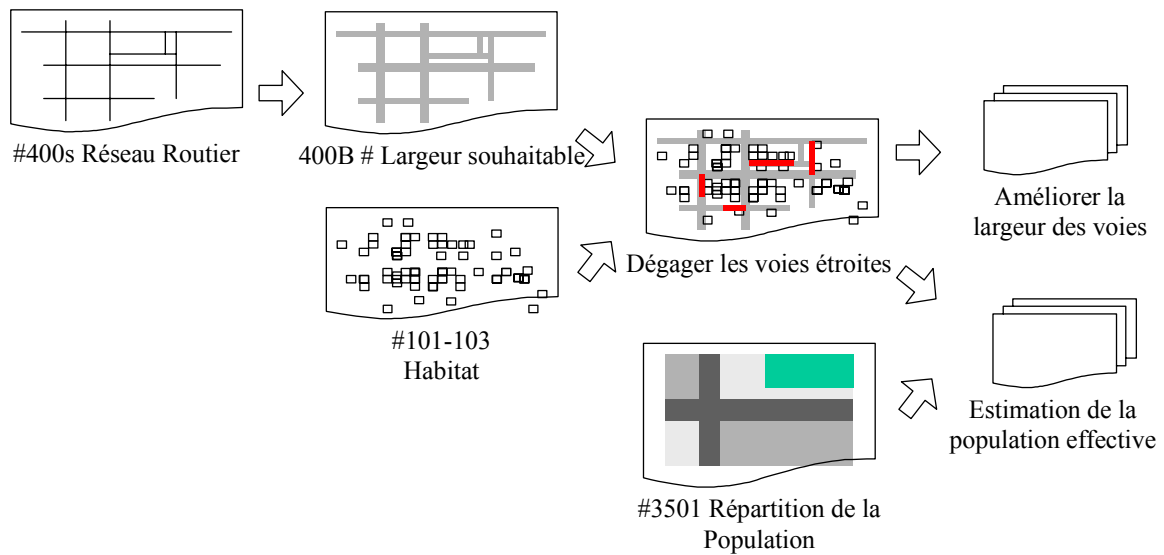 #400s Réseau Routier
400B # Largeur souhaitable
#101-103
Habitat
Dégager les voies étroites
Améliorer la
largeur des voies
#3501 Répartition de la
Population
Estimation de la
population effective